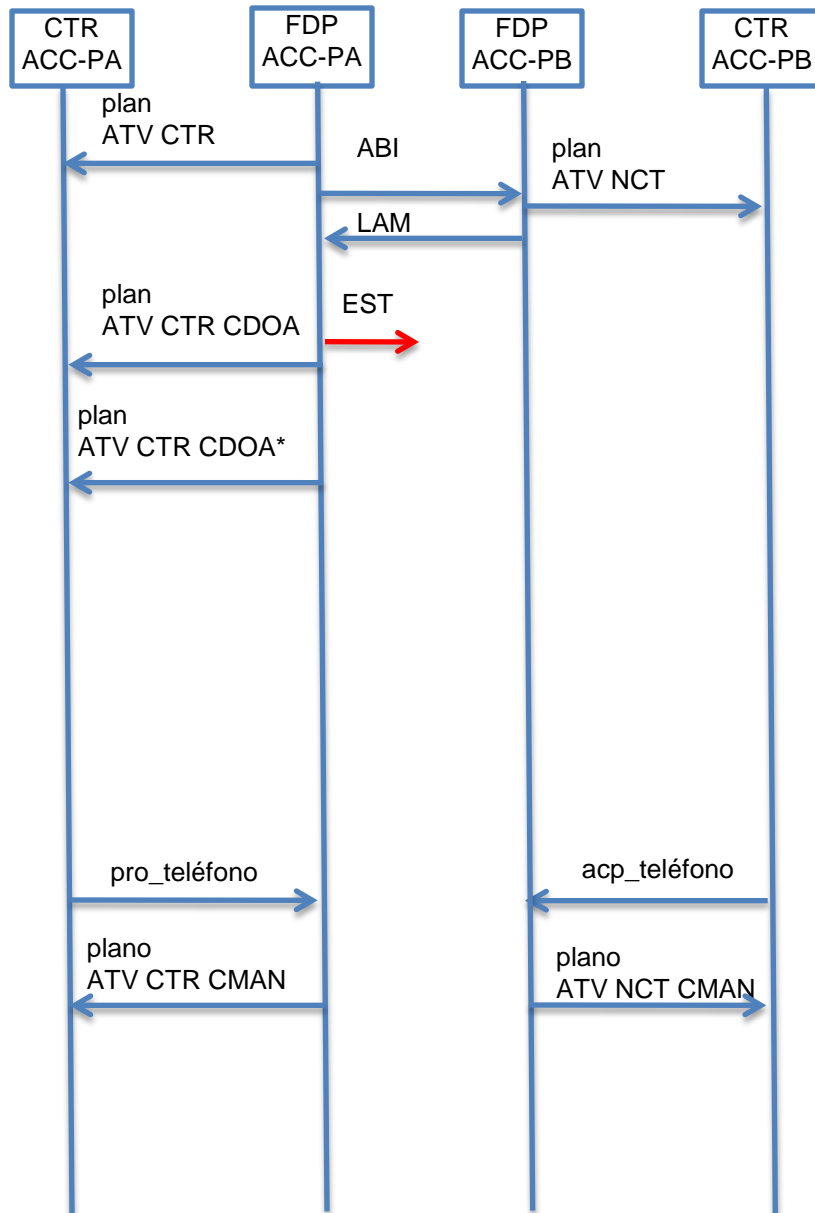 CTR
ACC-PA
FDP
ACC-PA
FDP
ACC-PB
CTR
ACC-PB
plan
ATV CTR
ABI
plan
ATV NCT
LAM
plan
ATV CTR CDOA
EST
plan
ATV CTR CDOA*
pro_teléfono
acp_teléfono
plano
ATV CTR CMAN
plano
ATV NCT CMAN